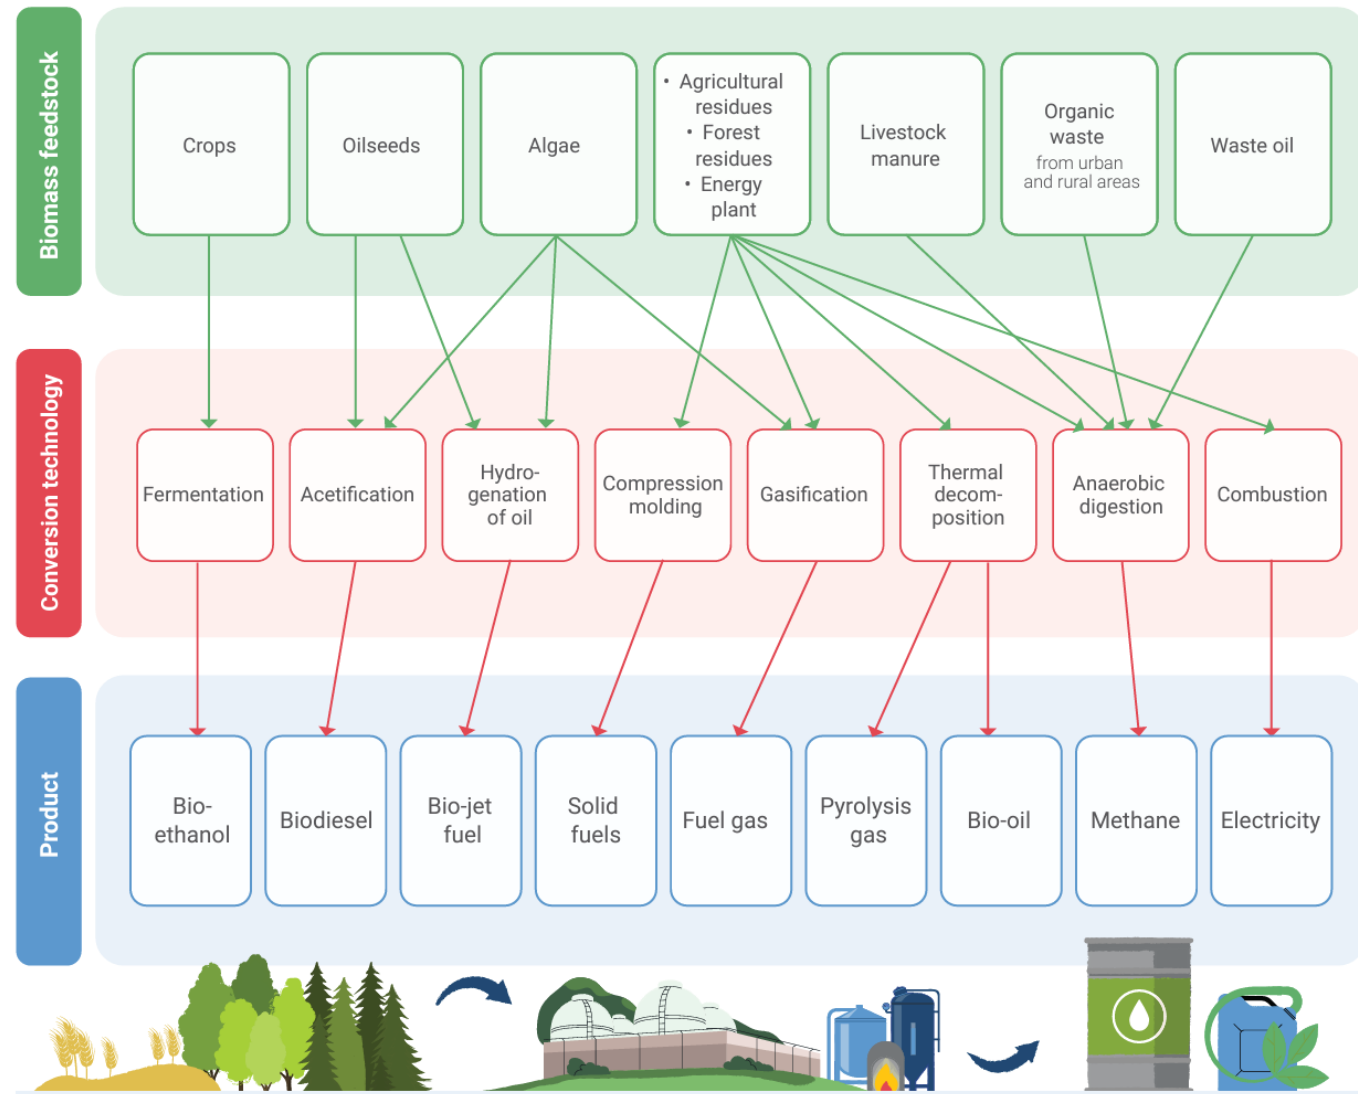 Biomass feedstock
Crops
Oilseeds
Algae
• Agricultural
residues
• Forest
residues
• Energy
plant
Livestock
manure
Organic
waste
from urban
and rural areas
Waste oil
Conversion technology
Fermentation
Acetification
Hydro-
genation
of oil
Compression
molding
Gasification
Thermal
decom-
position
Anaerobic
digestion
Combustion
Product
Bio-
ethanol
Biodiesel
Bio-jet
fuel
Solid
fuels
Fuel gas
Pyrolysis
gas
Bio-oil
Methane
Electricity